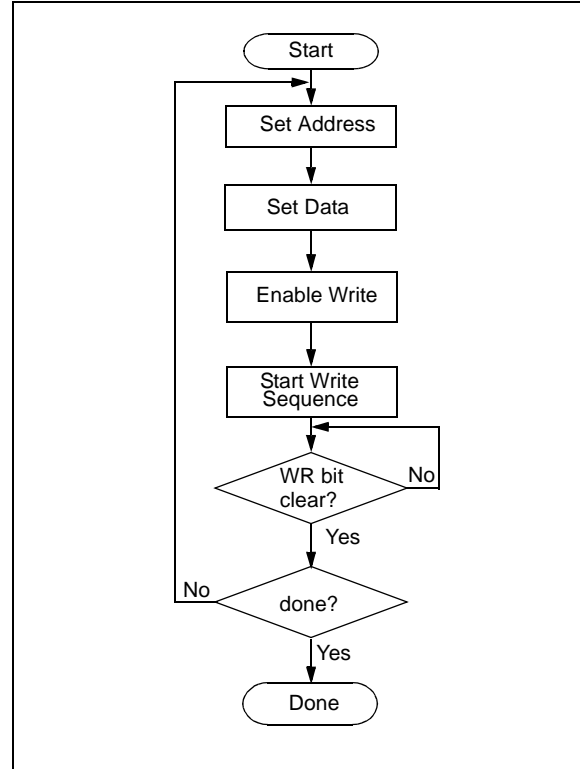 Start
Set Address
Set Data
Enable Write
Start Write
Sequence
WR bit
clear?
No
Yes
No
done?
Yes
Done